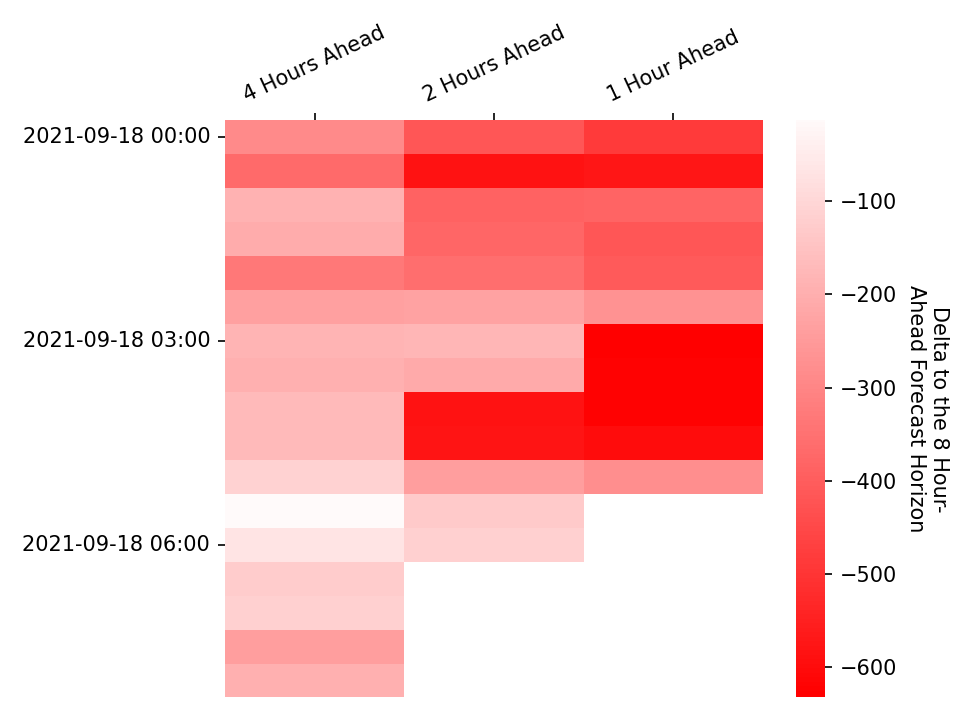 4 Hours Ahead
2 Hours Ahead
1 Hour Ahead
2021-09-18 00:00
2021-09-18 03:00
2021-09-18 06:00
−100
−200
−300
−400
−500
−600
Delta to the 8 Hour-
Ahead Forecast Horizon